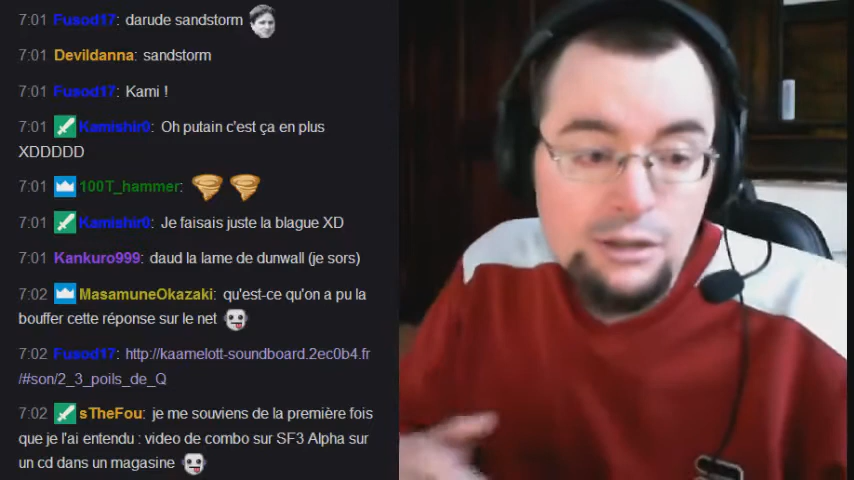 7:01 Fusod17: darude sandstorm
7:01 Devildanna: sandstorm
7:01 Fusod17: Kami !
7:01 Kamishir0: Oh putain c'est ça en plus
XDDDDD
7:01 100T_hammer:
7:01 Kamishir0: Je faisais juste la blague XD
7:01 Kankuro999: daud la lame de dunwall (je sors)
7:02 MasamuneOkazaki: qu'est-ce qu'on a pu la
bouffer cette réponse sur le net
7:02 Fusod17: http://kaamelott-soundboard.2ec0b4.fr
/#son/2_3_poils_de_Q
7:02 sTheFou: je me souviens de la première fois
que je l'ai entendu : video de combo sur SF3 Alpha sur
un cd dans un magasine